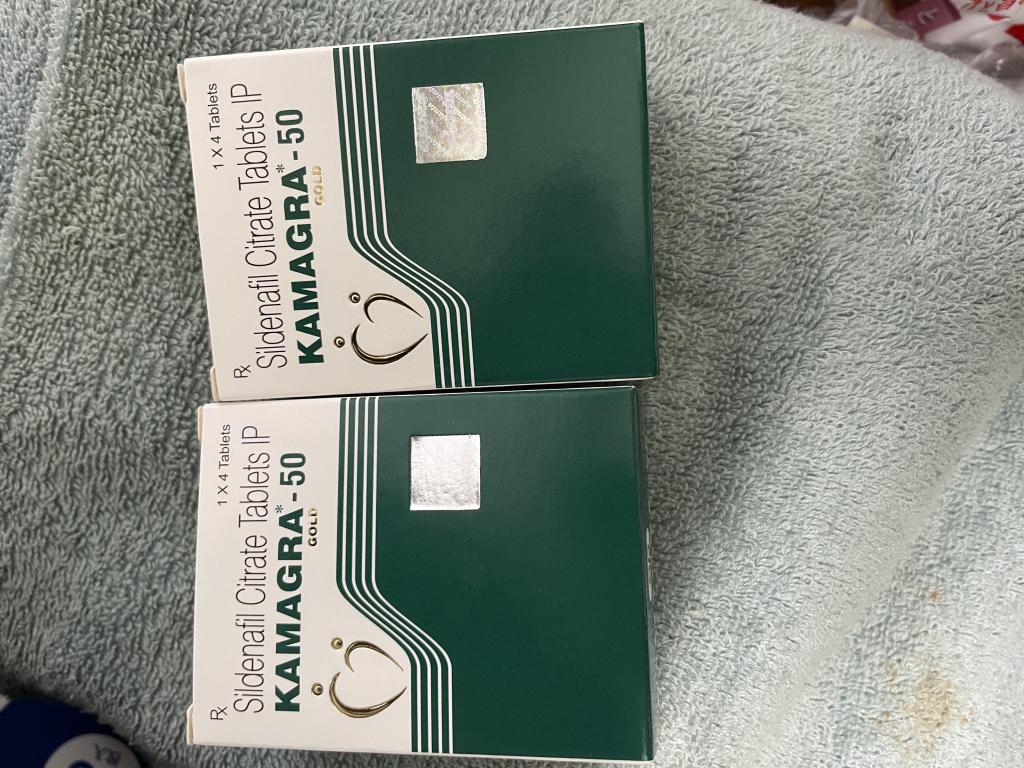 1 X 4 Tablets
Rx
Sildenafil Citrate Tablets IP
KAMAGRA* - 50
GOLD
1 X 4 Tablets
Rx
Sildenafil Citrate Tablets IP
KAMAGRA* - 50
GOLD